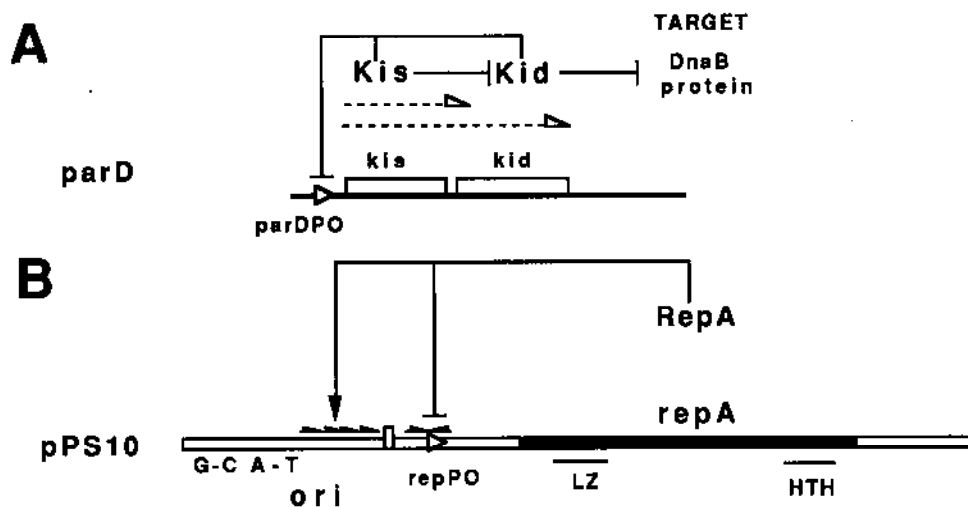 A
TARGET
Kis Kid DnaB
protein
kis kid
parD
parDPO
B
RepA
repA
pPS10
G-C A-T repPO LZ HTH
ori